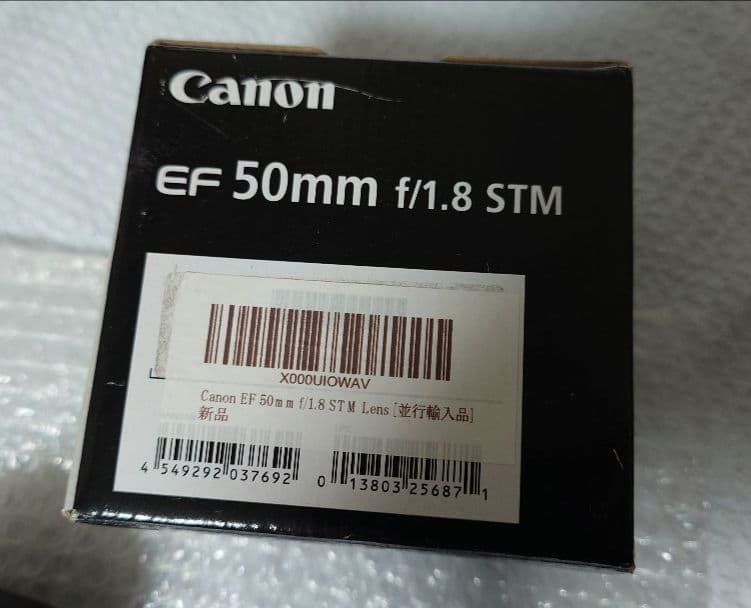 Canon
EF 50mm f/1.8 STM
X000UIOWAV
Canon EF 50mm f/1.8 STM Lens [並行輸入品]
新品
4 549292 037692
0 13803 25687 1